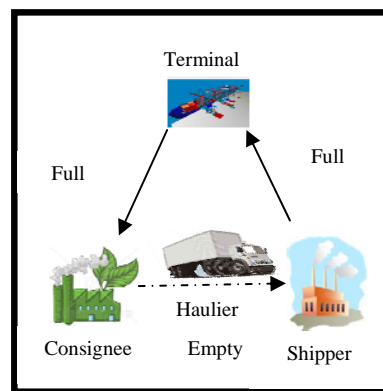 Terminal
Full
Full
Haulier
Consignee
Empty
Shipper